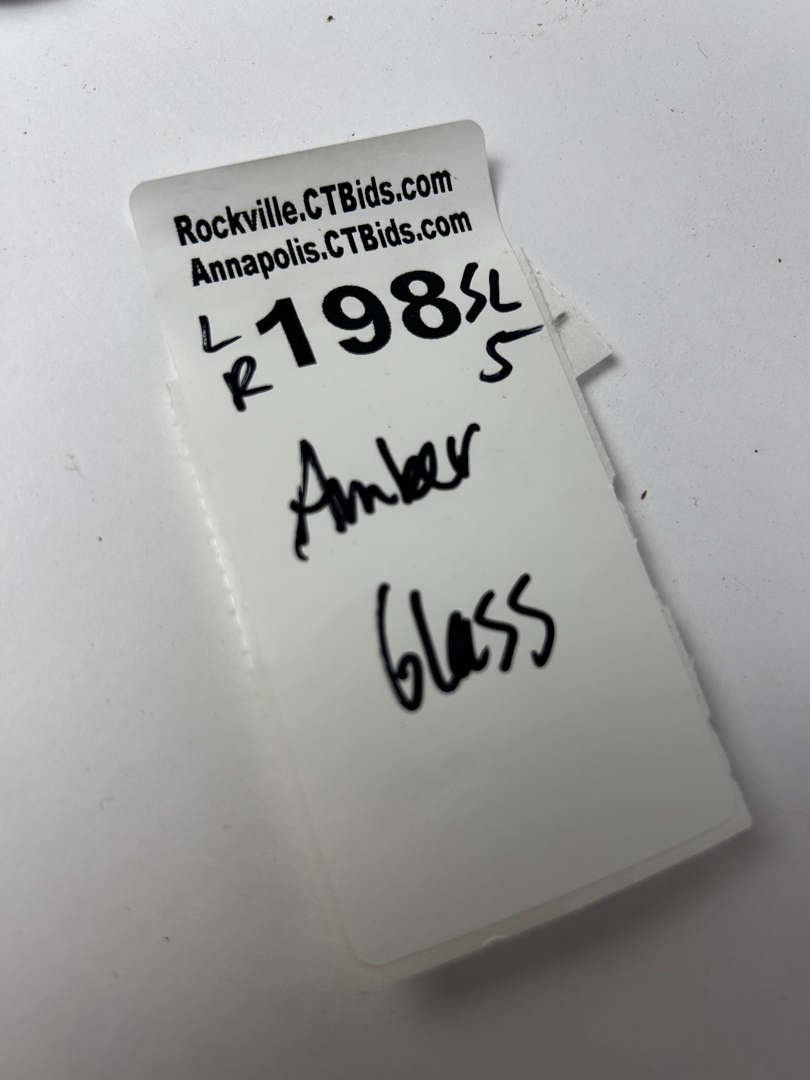 Rockville.CTBids.com
Annapolis.CTBids.com
L 198 SL
R 5
Amber
Glass